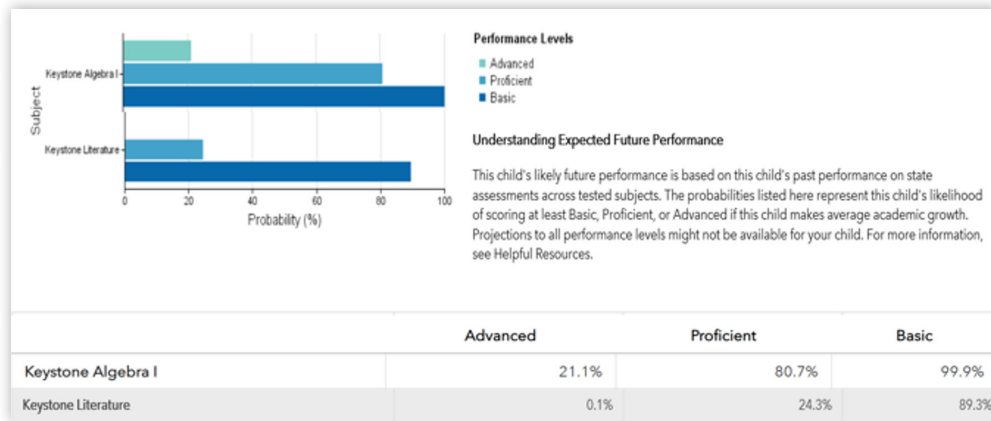 Performance Levels
Advanced
Proficient
Basic
Subject
Keystone Algebra I
Keystone Literature
0 20 40 60 80 100
Probability (%)
Understanding Expected Future Performance
This child's likely future performance is based on this child's past performance on state
assessments across tested subjects. The probabilities listed here represent this child's likelihood
of scoring at least Basic, Proficient, or Advanced if this child makes average academic growth.
Projections to all performance levels might not be available for your child. For more information,
see Helpful Resources.
Advanced Proficient Basic
Keystone Algebra I 21.1% 80.7% 99.9%
Keystone Literature 0.1% 24.3% 89.3%